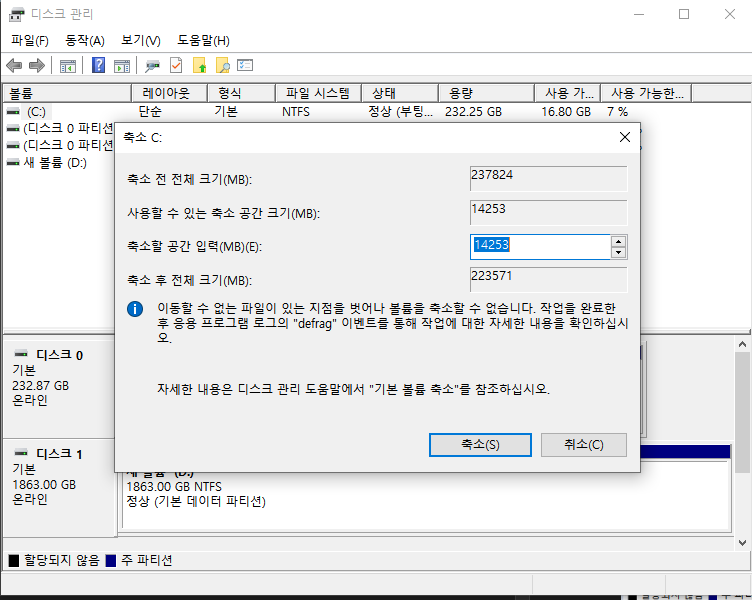 디스크 관리
파일(F) 동작(A) 보기(V) 도움말(H)
볼륨 레이아웃 형식 파일 시스템 상태 용량 사용 가... 사용 가능한...
(C:) 단순 기본 NTFS 정상 (부팅... 232.25 GB 16.80 GB 7 %
(디스크 0 파티션
(디스크 0 파티션
새 볼륨 (D:)
축소 C:
축소 전 전체 크기(MB): 237824
사용할 수 있는 축소 공간 크기(MB): 14253
축소할 공간 입력(MB)(E): 14253
축소 후 전체 크기(MB): 223571
이동할 수 없는 파일이 있는 지점을 벗어나 볼륨을 축소할 수 없습니다. 작업을 완료한
후 응용 프로그램 로그의 "defrag" 이벤트를 통해 작업에 대한 자세한 내용을 확인하십시
오.
자세한 내용은 디스크 관리 도움말에서 "기본 볼륨 축소"를 참조하십시오.
축소(S) 취소(C)
디스크 0
기본
232.87 GB
온라인
디스크 1
기본
1863.00 GB
온라인
새 볼륨 (D:)
1863.00 GB NTFS
정상 (기본 데이터 파티션)
할당되지 않음 주 파티션